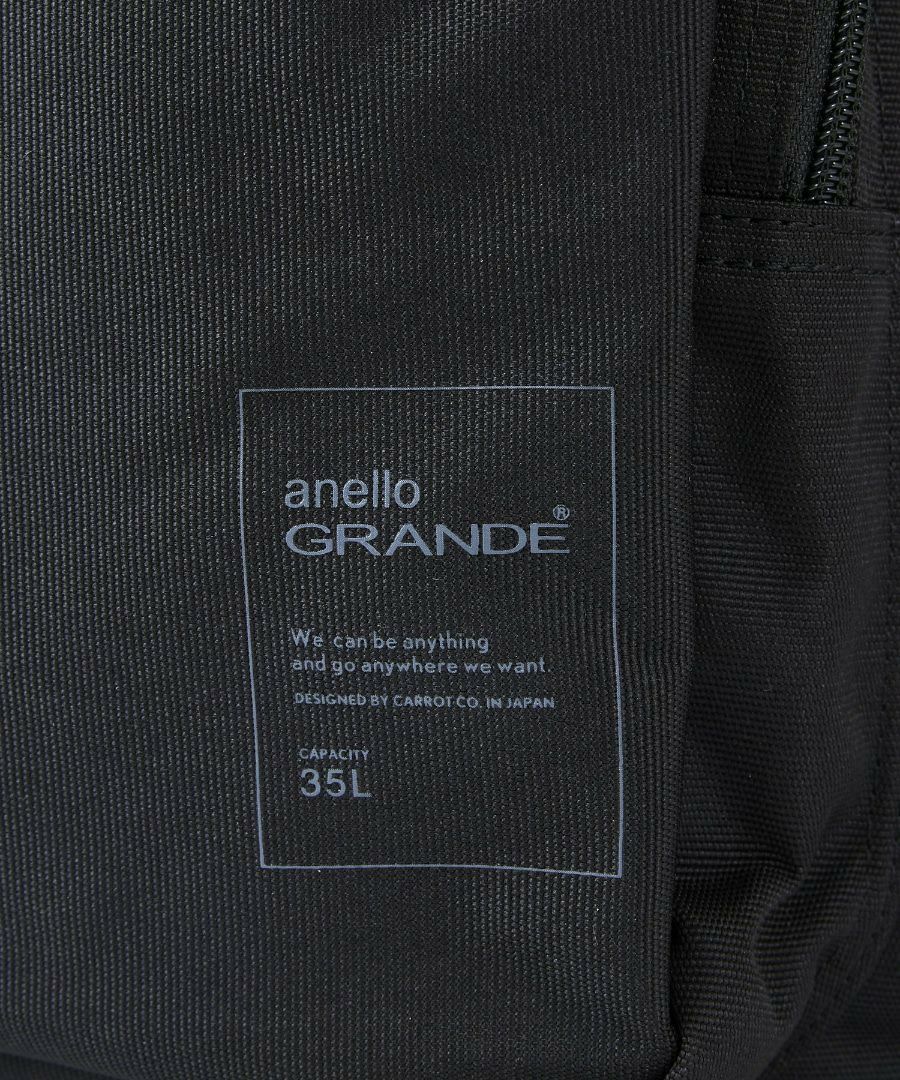 anello
GRANDE®
We can be anything
and go anywhere we want.
DESIGNED BY CARROT CO. IN JAPAN
CAPACITY
35L